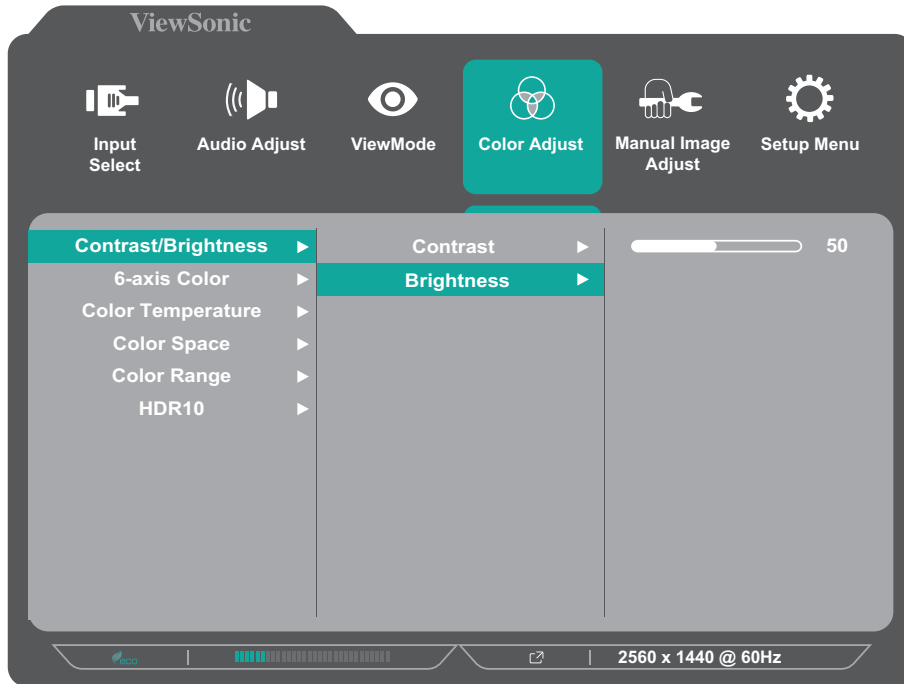 ViewSonic
Input Select
Audio Adjust
ViewMode
Color Adjust
Manual Image Adjust
Setup Menu
Contrast/Brightness
Contrast
50
6-axis Color
Brightness
Color Temperature
Color Space
Color Range
HDR10
eco
2560 x 1440 @ 60Hz